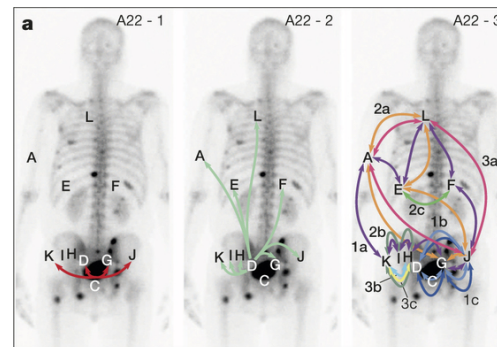 a
A22 - 1
L
A
E F
K I H D G J
C
A22 - 2
L
A
E F
K I H D G J
C
A22 - 3
2a
L
A
3a
E F
2c
2b
1b
1a
K I H D G J
C
3b
3c
1c